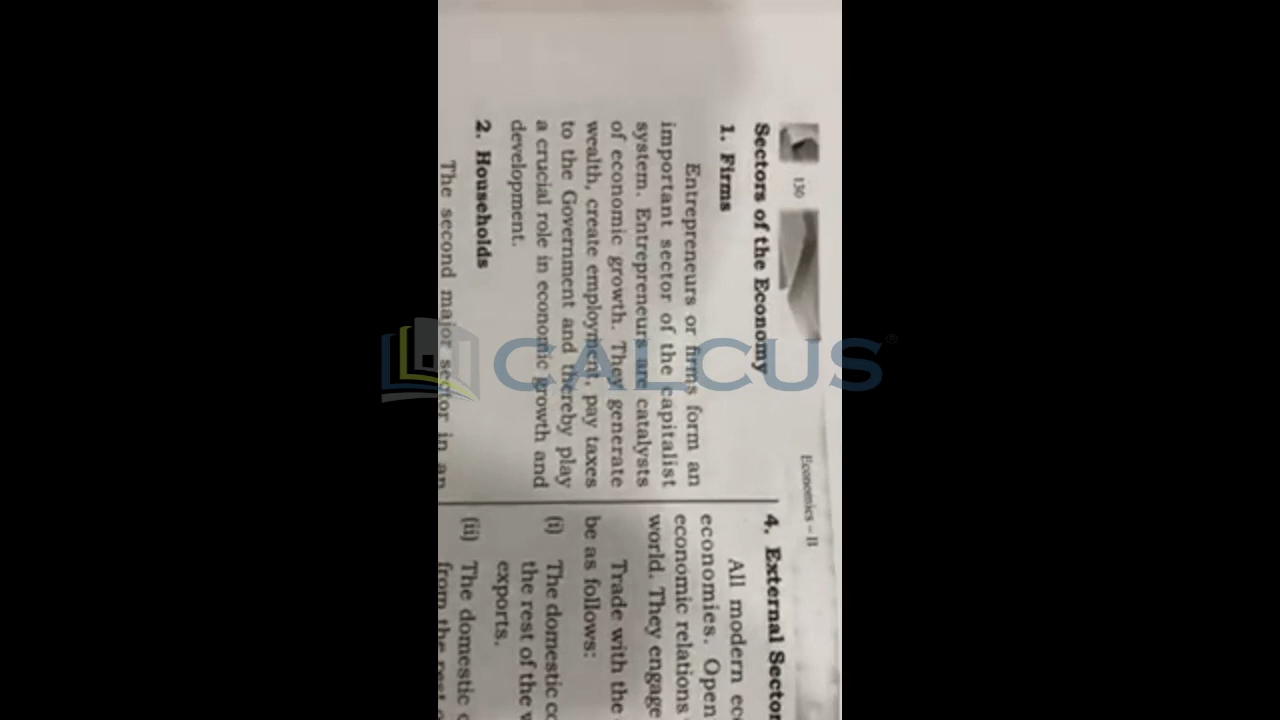 130
Economics – II
Sectors of the Economy
1. Firms
Entrepreneurs or firms form an
important sector of the capitalist
system. Entrepreneurs are catalysts
of economic growth. They generate
wealth, create employment, pay taxes
to the Government and thereby play
a crucial role in economic growth and
development.
2. Households
The second major sector in an
4. External Sector
All modern
economies. Open
economic relations
world. They engage
Trade with the
be as follows:
(i) The domestic
the rest of the
exports.
(ii) The domestic
from the rest
CALCUS®